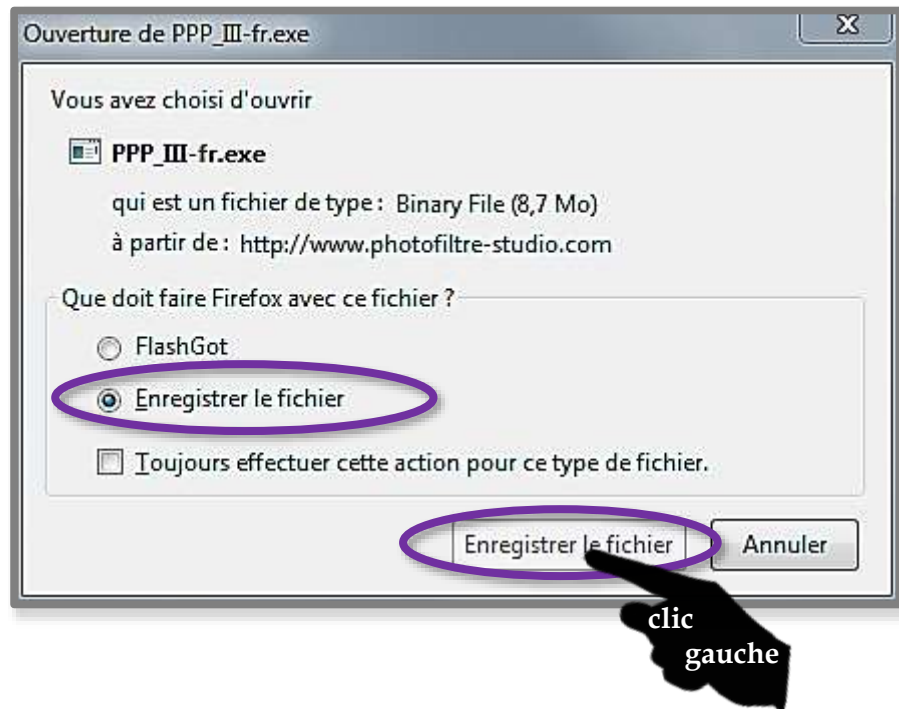 Ouverture de PPP_III-fr.exe
Vous avez choisi d'ouvrir
PPP_III-fr.exe
qui est un fichier de type : Binary File (8,7 Mo)
à partir de : http://www.photofiltre-studio.com
Que doit faire Firefox avec ce fichier ?
FlashGot
Enregistrer le fichier
Toujours effectuer cette action pour ce type de fichier.
Enregistrer le fichier Annuler
clic
gauche